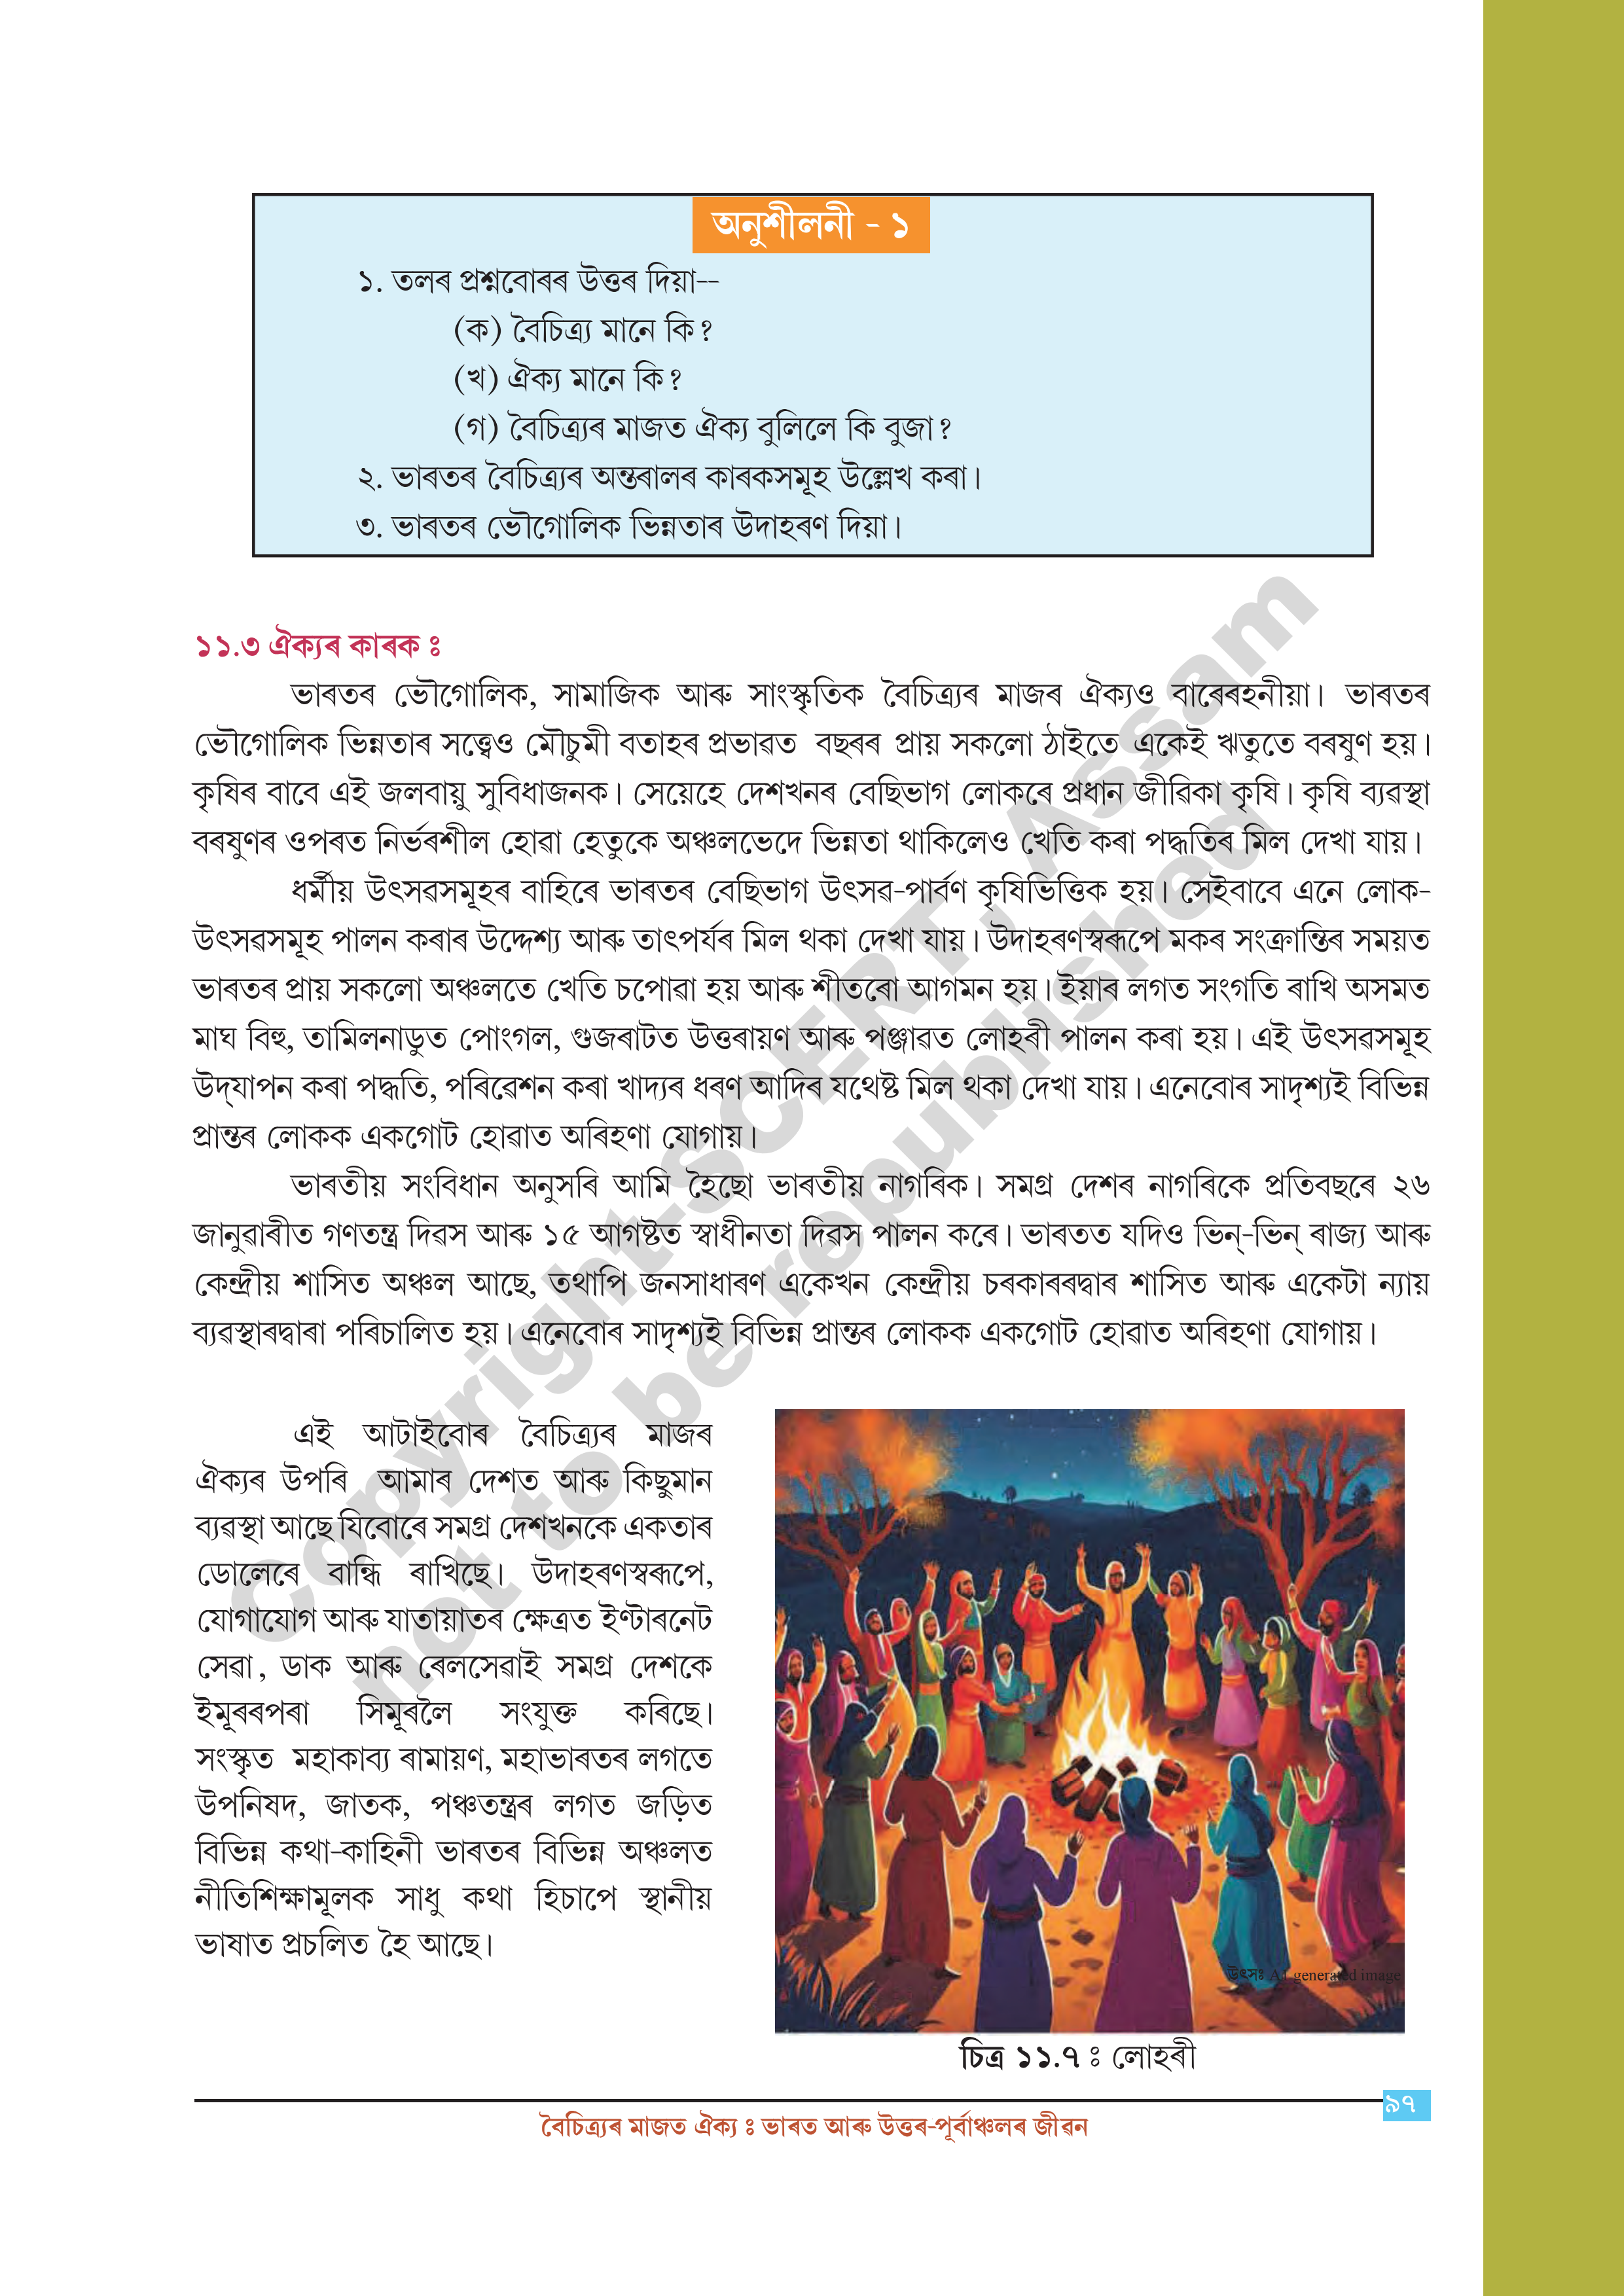 অনুশীলনী - ১
১. তলৰ প্ৰশ্নবোৰৰ উত্তৰ দিয়া--
(ক) বৈচিত্ৰ্য মানে কি?
(খ) ঐক্য মানে কি?
(গ) বৈচিত্ৰ্যৰ মাজত ঐক্য বুলিলে কি বুজা?
২. ভাৰতৰ বৈচিত্ৰ্যৰ অন্তৰালৰ কাৰকসমূহ উল্লেখ কৰা।
৩. ভাৰতৰ ভৌগোলিক ভিন্নতাৰ উদাহৰণ দিয়া।
১১.৩ ঐক্যৰ কাৰক ঃ
ভাৰতৰ ভৌগোলিক, সামাজিক আৰু সাংস্কৃতিক বৈচিত্ৰ্যৰ মাজৰ ঐক্যও বাৰেৰহনীয়া। ভাৰতৰ
ভৌগোলিক ভিন্নতাৰ সত্ত্বেও মৌচুমী বতাহৰ প্ৰভাৱত বছৰৰ প্ৰায় সকলো ঠাইতে একেই ঋতুতে বৰষুণ হয়।
কৃষিৰ বাবে এই জলবায়ু সুবিধাজনক। সেয়েহে দেশখনৰ বেছিভাগ লোকৰে প্ৰধান জীৱিকা কৃষি। কৃষি ব্যৱস্থা
বৰষুণৰ ওপৰত নিৰ্ভৰশীল হোৱা হেতুকে অঞ্চলভেদে ভিন্নতা থাকিলেও খেতি কৰা পদ্ধতিৰ মিল দেখা যায়।
ধৰ্মীয় উৎসৱসমূহৰ বাহিৰে ভাৰতৰ বেছিভাগ উৎসৱ-পাৰ্বণ কৃষিভিত্তিক হয়। সেইবাবে এনে লোক-
উৎসৱসমূহ পালন কৰাৰ উদ্দেশ্য আৰু তাৎপৰ্যৰ মিল থকা দেখা যায়। উদাহৰণস্বৰূপে মকৰ সংক্ৰান্তিৰ সময়ত
ভাৰতৰ প্ৰায় সকলো অঞ্চলতে খেতি চপোৱা হয় আৰু শীতৰো আগমন হয়। ইয়াৰ লগত সংগতি ৰাখি অসমত
মাঘ বিহু, তামিলনাডুত পোংগল, গুজৰাটত উত্তৰায়ণ আৰু পঞ্জাৱত লোহৰী পালন কৰা হয়। এই উৎসৱসমূহ
উদ্‌যাপন কৰা পদ্ধতি, পৰিৱেশন কৰা খাদ্যৰ ধৰণ আদিৰ যথেষ্ট মিল থকা দেখা যায়। এনেবোৰ সাদৃশ্যই বিভিন্ন
প্ৰান্তৰ লোকক একগোট হোৱাত অৰিহণা যোগায়।
ভাৰতীয় সংবিধান অনুসৰি আমি হৈছো ভাৰতীয় নাগৰিক। সমগ্ৰ দেশৰ নাগৰিকে প্ৰতিবছৰে ২৬
জানুৱাৰীত গণতন্ত্ৰ দিৱস আৰু ১৫ আগষ্টত স্বাধীনতা দিৱস পালন কৰে। ভাৰতত যদিও ভিন্-ভিন্ ৰাজ্য আৰু
কেন্দ্ৰীয় শাসিত অঞ্চল আছে, তথাপি জনসাধাৰণ একেখন কেন্দ্ৰীয় চৰকাৰৰদ্বাৰ শাসিত আৰু একেটা ন্যায়
ব্যৱস্থাৰদ্বাৰা পৰিচালিত হয়। এনেবোৰ সাদৃশ্যই বিভিন্ন প্ৰান্তৰ লোকক একগোট হোৱাত অৰিহণা যোগায়।
এই আটাইবোৰ বৈচিত্ৰ্যৰ মাজৰ
ঐক্যৰ উপৰি আমাৰ দেশত আৰু কিছুমান
ব্যৱস্থা আছে যিবোৰে সমগ্ৰ দেশখনকে একতাৰ
ডোলেৰে বান্ধি ৰাখিছে। উদাহৰণস্বৰূপে,
যোগাযোগ আৰু যাতায়াতৰ ক্ষেত্ৰত ইণ্টাৰনেট
সেৱা, ডাক আৰু ৰেলসেৱাই সমগ্ৰ দেশকে
ইমূৰৰপৰা সিমূৰলৈ সংযুক্ত কৰিছে।
সংস্কৃত মহাকাব্য ৰামায়ণ, মহাভাৰতৰ লগতে
উপনিষদ, জাতক, পঞ্চতন্ত্ৰৰ লগত জড়িত
বিভিন্ন কথা-কাহিনী ভাৰতৰ বিভিন্ন অঞ্চলত
নীতিশিক্ষামূলক সাধু কথা হিচাপে স্থানীয়
ভাষাত প্ৰচলিত হৈ আছে।
উৎসঃ A1 generated image
চিত্ৰ ১১.৭ ঃ লোহৰী
৯৭
বৈচিত্ৰ্যৰ মাজত ঐক্য ঃ ভাৰত আৰু উত্তৰ-পূৰ্বাঞ্চলৰ জীৱন
Copyright-SCERT, Assam
not to be republished